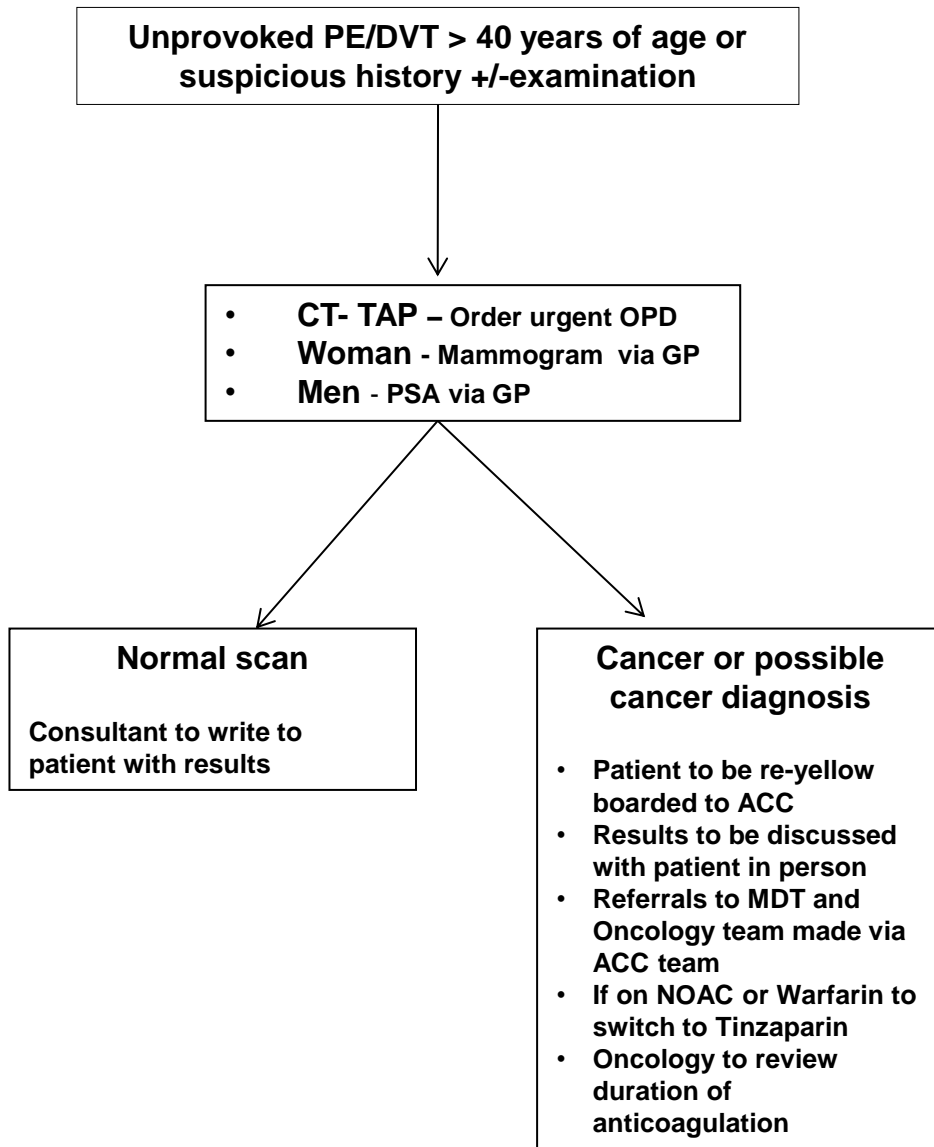 Unprovoked PE/DVT > 40 years of age or
suspicious history +/-examination
• CT- TAP – Order urgent OPD
• Woman - Mammogram via GP
• Men - PSA via GP
Normal scan
Consultant to write to
patient with results
Cancer or possible
cancer diagnosis
• Patient to be re-yellow
boarded to ACC
• Results to be discussed
with patient in person
• Referrals to MDT and
Oncology team made via
ACC team
• If on NOAC or Warfarin to
switch to Tinzaparin
• Oncology to review
duration of
anticoagulation